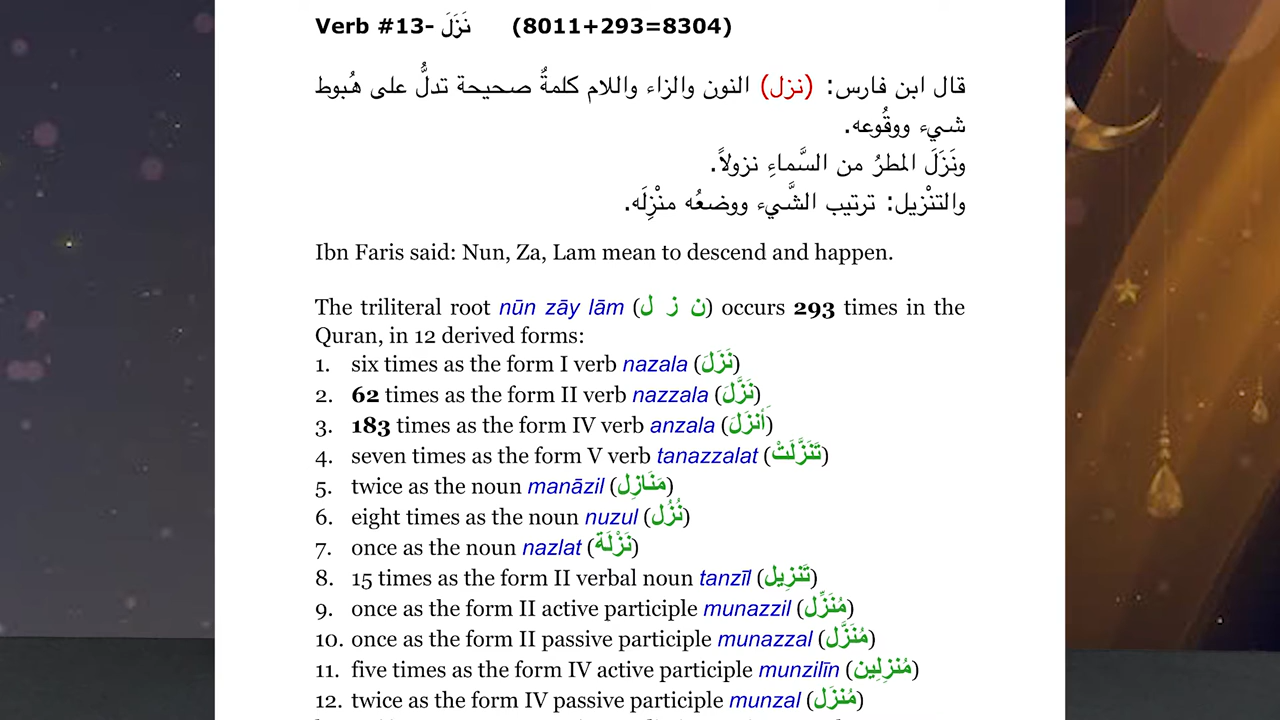 Verb #13- نَزَلَ (8011+293=8304)
قال ابن فارس: (نزل) النون والزاء واللام كلمةٌ صحيحة تدلُّ على هُبوط
شيء ووقُوعه.
ونَزَلَ المطرُ من السَّماءِ نزولاً.
والتنْزيل: ترتيب الشَّيء ووضعُه منْزِلَه.
Ibn Faris said: Nun, Za, Lam mean to descend and happen.
The triliteral root nūn zāy lām (ن ز ل) occurs 293 times in the
Quran, in 12 derived forms:
1. six times as the form I verb nazala (نَزَلَ)
2. 62 times as the form II verb nazzala (نَزَّلَ)
3. 183 times as the form IV verb anzala (أَنزَلَ)
4. seven times as the form V verb tanazzalat (تَنَزَّلَتْ)
5. twice as the noun manāzil (مَنَازِل)
6. eight times as the noun nuzul (نُزُل)
7. once as the noun nazlat (نَزْلَة)
8. 15 times as the form II verbal noun tanzīl (تَنزِيل)
9. once as the form II active participle munazzil (مُنَزِّل)
10. once as the form II passive participle munazzal (مُنَزَّل)
11. five times as the form IV active participle munzilīn (مُنزِلِين)
12. twice as the form IV passive participle munzal (مُنزَل)